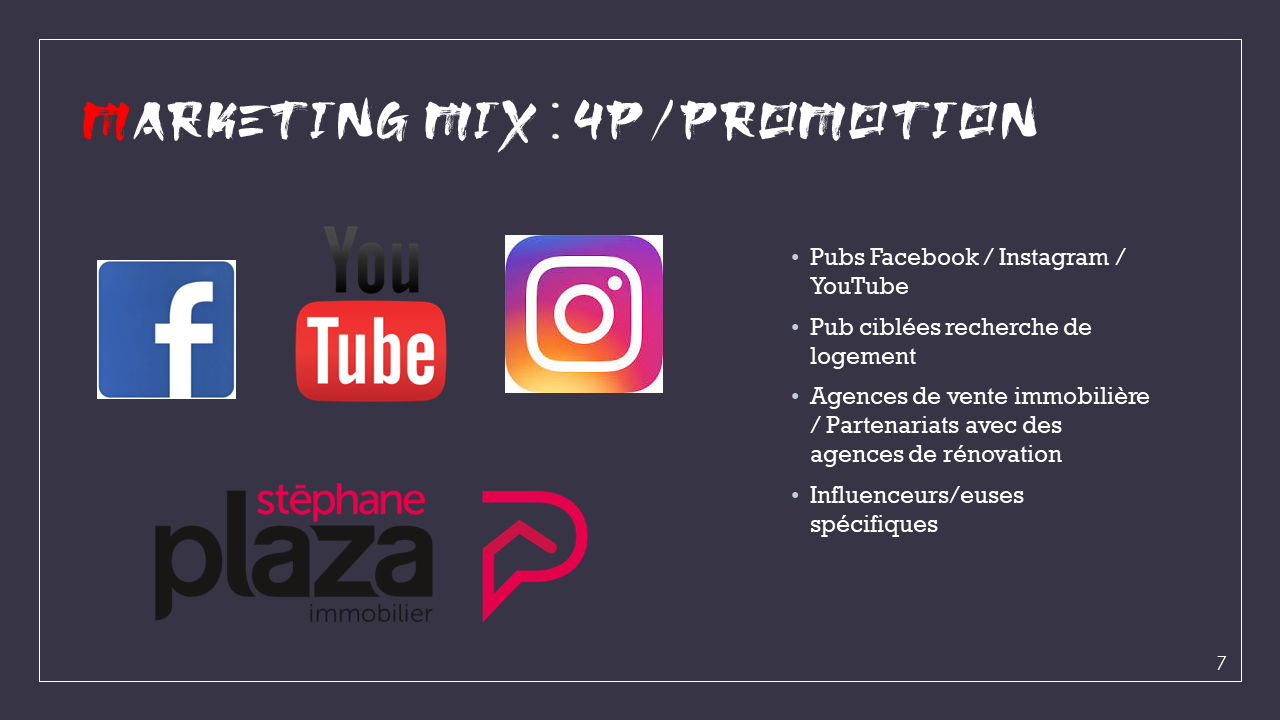 MARKETING MIX : 4P / PROMOTION
You
Tube
f
stéphane
plaza
immobilier
• Pubs Facebook / Instagram /
YouTube
• Pub ciblées recherche de
logement
• Agences de vente immobilière
/ Partenariats avec des
agences de rénovation
• Influenceurs/euses
spécifiques
7